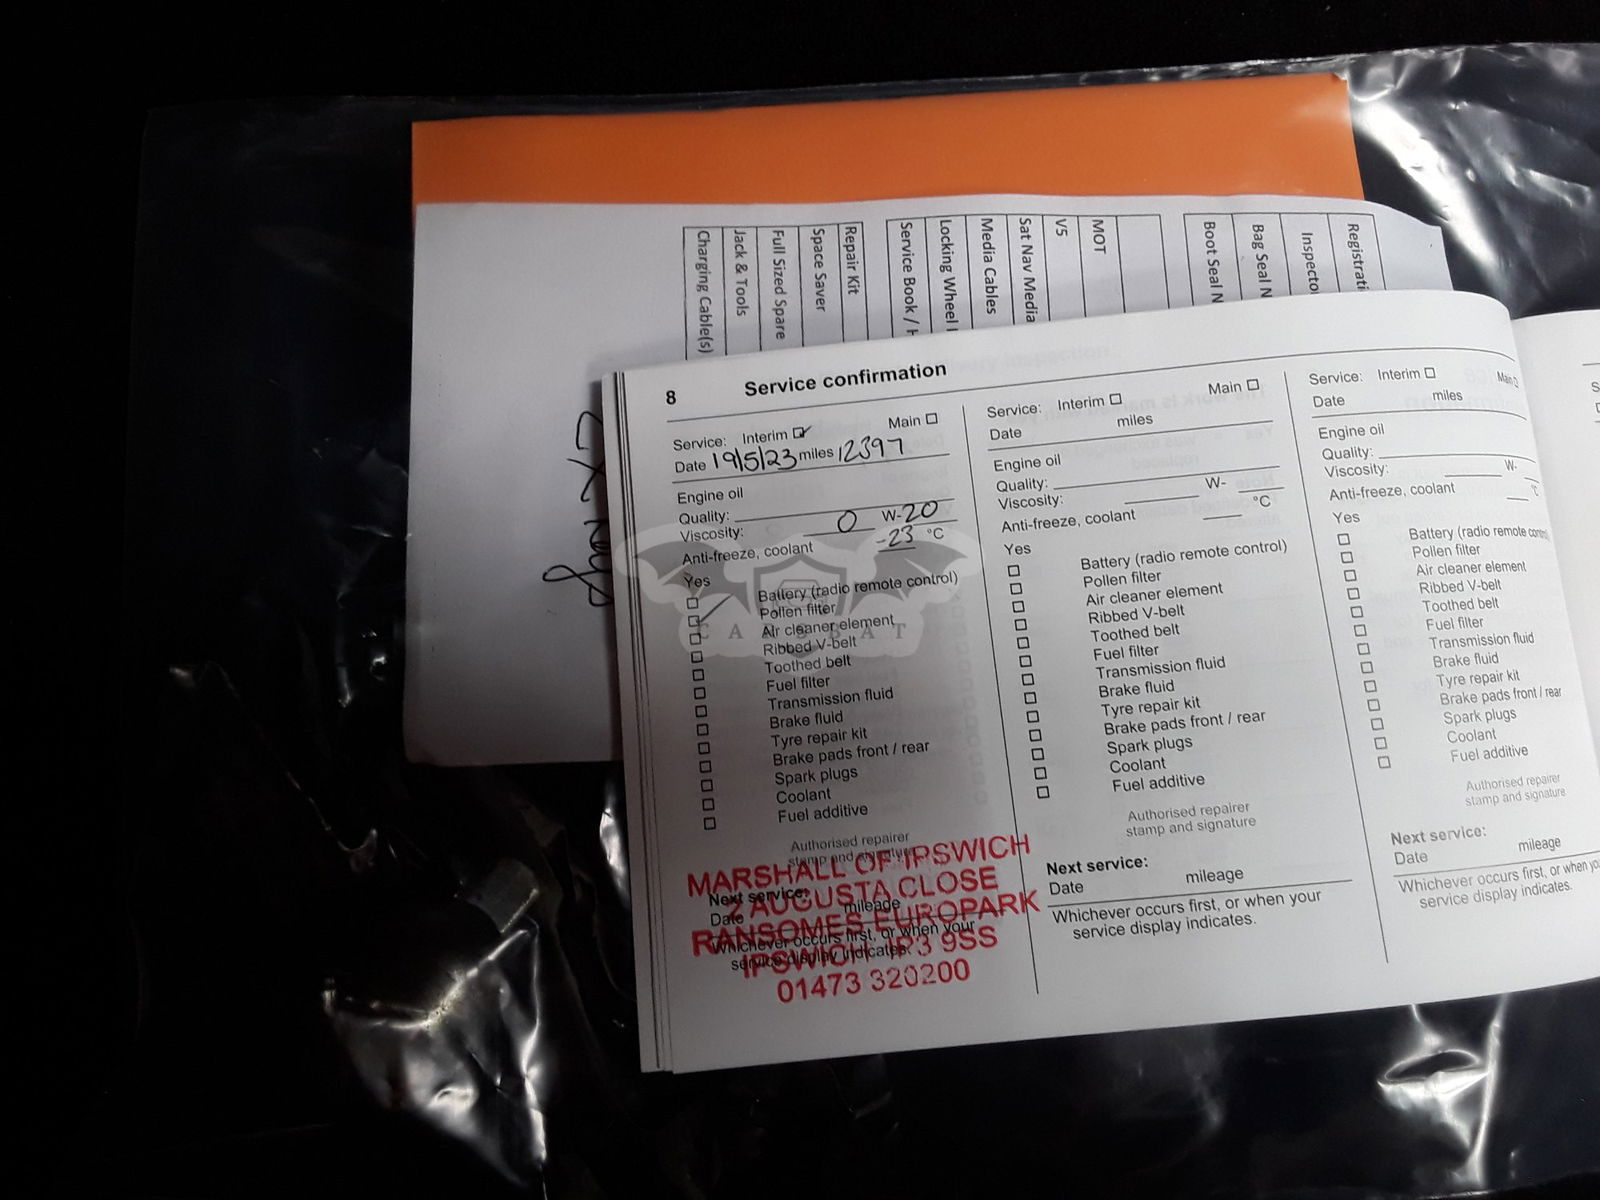 Charging Cable(s)
Jack & Tools
Full Sized Spare
Space Saver
Repair Kit
Service Book / H
Locking Wheel
Media Cables
Sat Nav Media
V5
MOT
Boot Seal N
Bag Seal N
Inspecto
Registrati
8 Service confirmation
Service: Interim Main
Date 19/5/23 miles 12397
Engine oil
Quality:
Viscosity: 0 W-20
Anti-freeze, coolant -23 °C
Yes
Battery (radio remote control)
Pollen filter
Air cleaner element
Ribbed V-belt
Toothed belt
Fuel filter
Transmission fluid
Brake fluid
Tyre repair kit
Brake pads front / rear
Spark plugs
Coolant
Fuel additive
Authorised repairer
stamp and signature
Next service:
Date mileage
Whichever occurs first, or when your
service display indicates.
MARSHALL OF IPSWICH
2 AUGUSTA CLOSE
RANSOMES EUROPARK
IPSWICH IP3 9SS
01473 320200
Service: Interim Main
Date miles
Engine oil
Quality:
Viscosity: W-
Anti-freeze, coolant °C
Yes
Battery (radio remote control)
Pollen filter
Air cleaner element
Ribbed V-belt
Toothed belt
Fuel filter
Transmission fluid
Brake fluid
Tyre repair kit
Brake pads front / rear
Spark plugs
Coolant
Fuel additive
Authorised repairer
stamp and signature
Next service:
Date mileage
Whichever occurs first, or when your
service display indicates.
Service: Interim Main
Date miles
Engine oil
Quality:
Viscosity: W-
Anti-freeze, coolant °C
Yes
Battery (radio remote control)
Pollen filter
Air cleaner element
Ribbed V-belt
Toothed belt
Fuel filter
Transmission fluid
Brake fluid
Tyre repair kit
Brake pads front / rear
Spark plugs
Coolant
Fuel additive
Authorised repairer
stamp and signature
Next service:
Date mileage
Whichever occurs first, or when yo
service display indicates.
CARSBAT